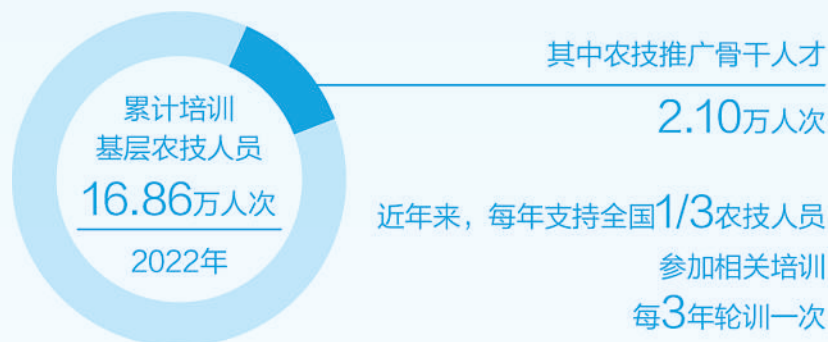 累计培训
基层农技人员
16.86万人次
2022年
其中农技推广骨干人才
2.10万人次
近年来，每年支持全国1/3农技人员
参加相关培训
每3年轮训一次